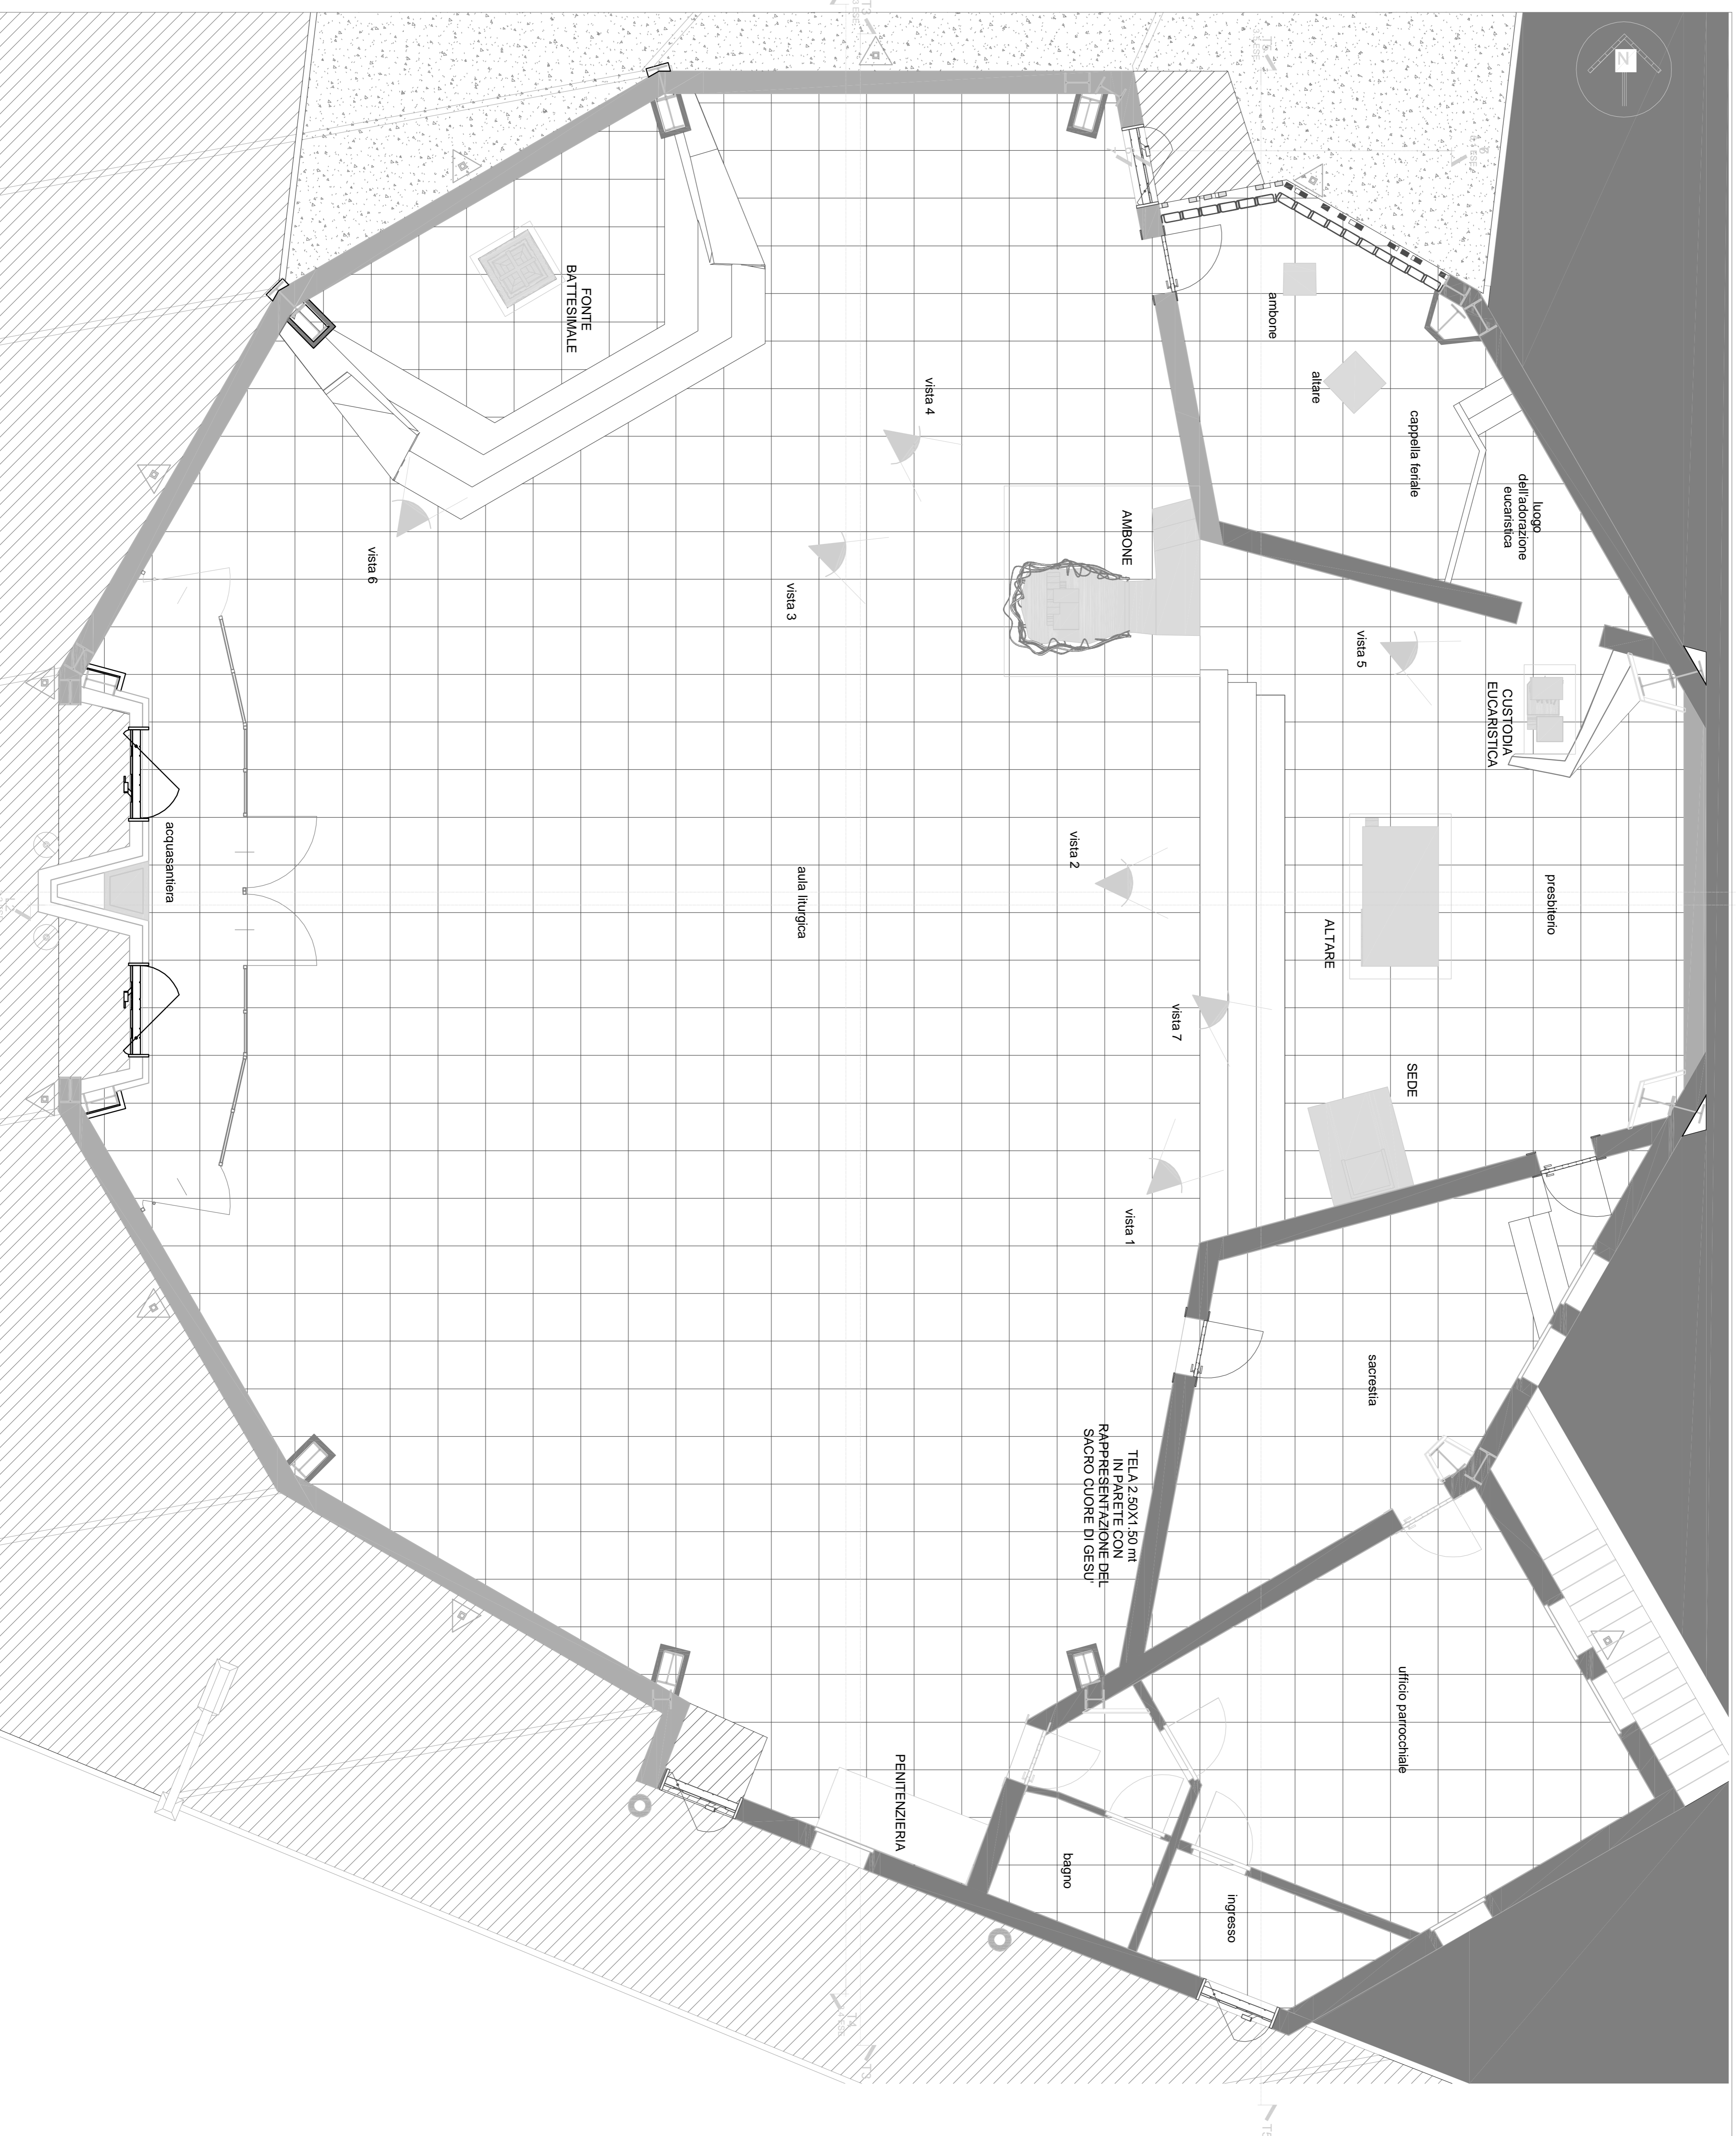 N
FONTE
BATTESIMALE
ambone
altare
cappella feriale
luogo
dell'adorazione
eucaristica
vista 4
AMBONE
vista 6
vista 3
vista 5
CUSTODIA
EUCARISTICA
acquasantiera
aula liturgica
vista 2
presbiterio
ALTARE
vista 7
SEDE
vista 1
sacrestia
TELA 2.50X1.50 mt
IN PARETE CON
RAPPRESENTAZIONE DEL
SACRO CUORE DI GESU'
ufficio parrocchiale
PENITENZIERIA
bagno
ingresso